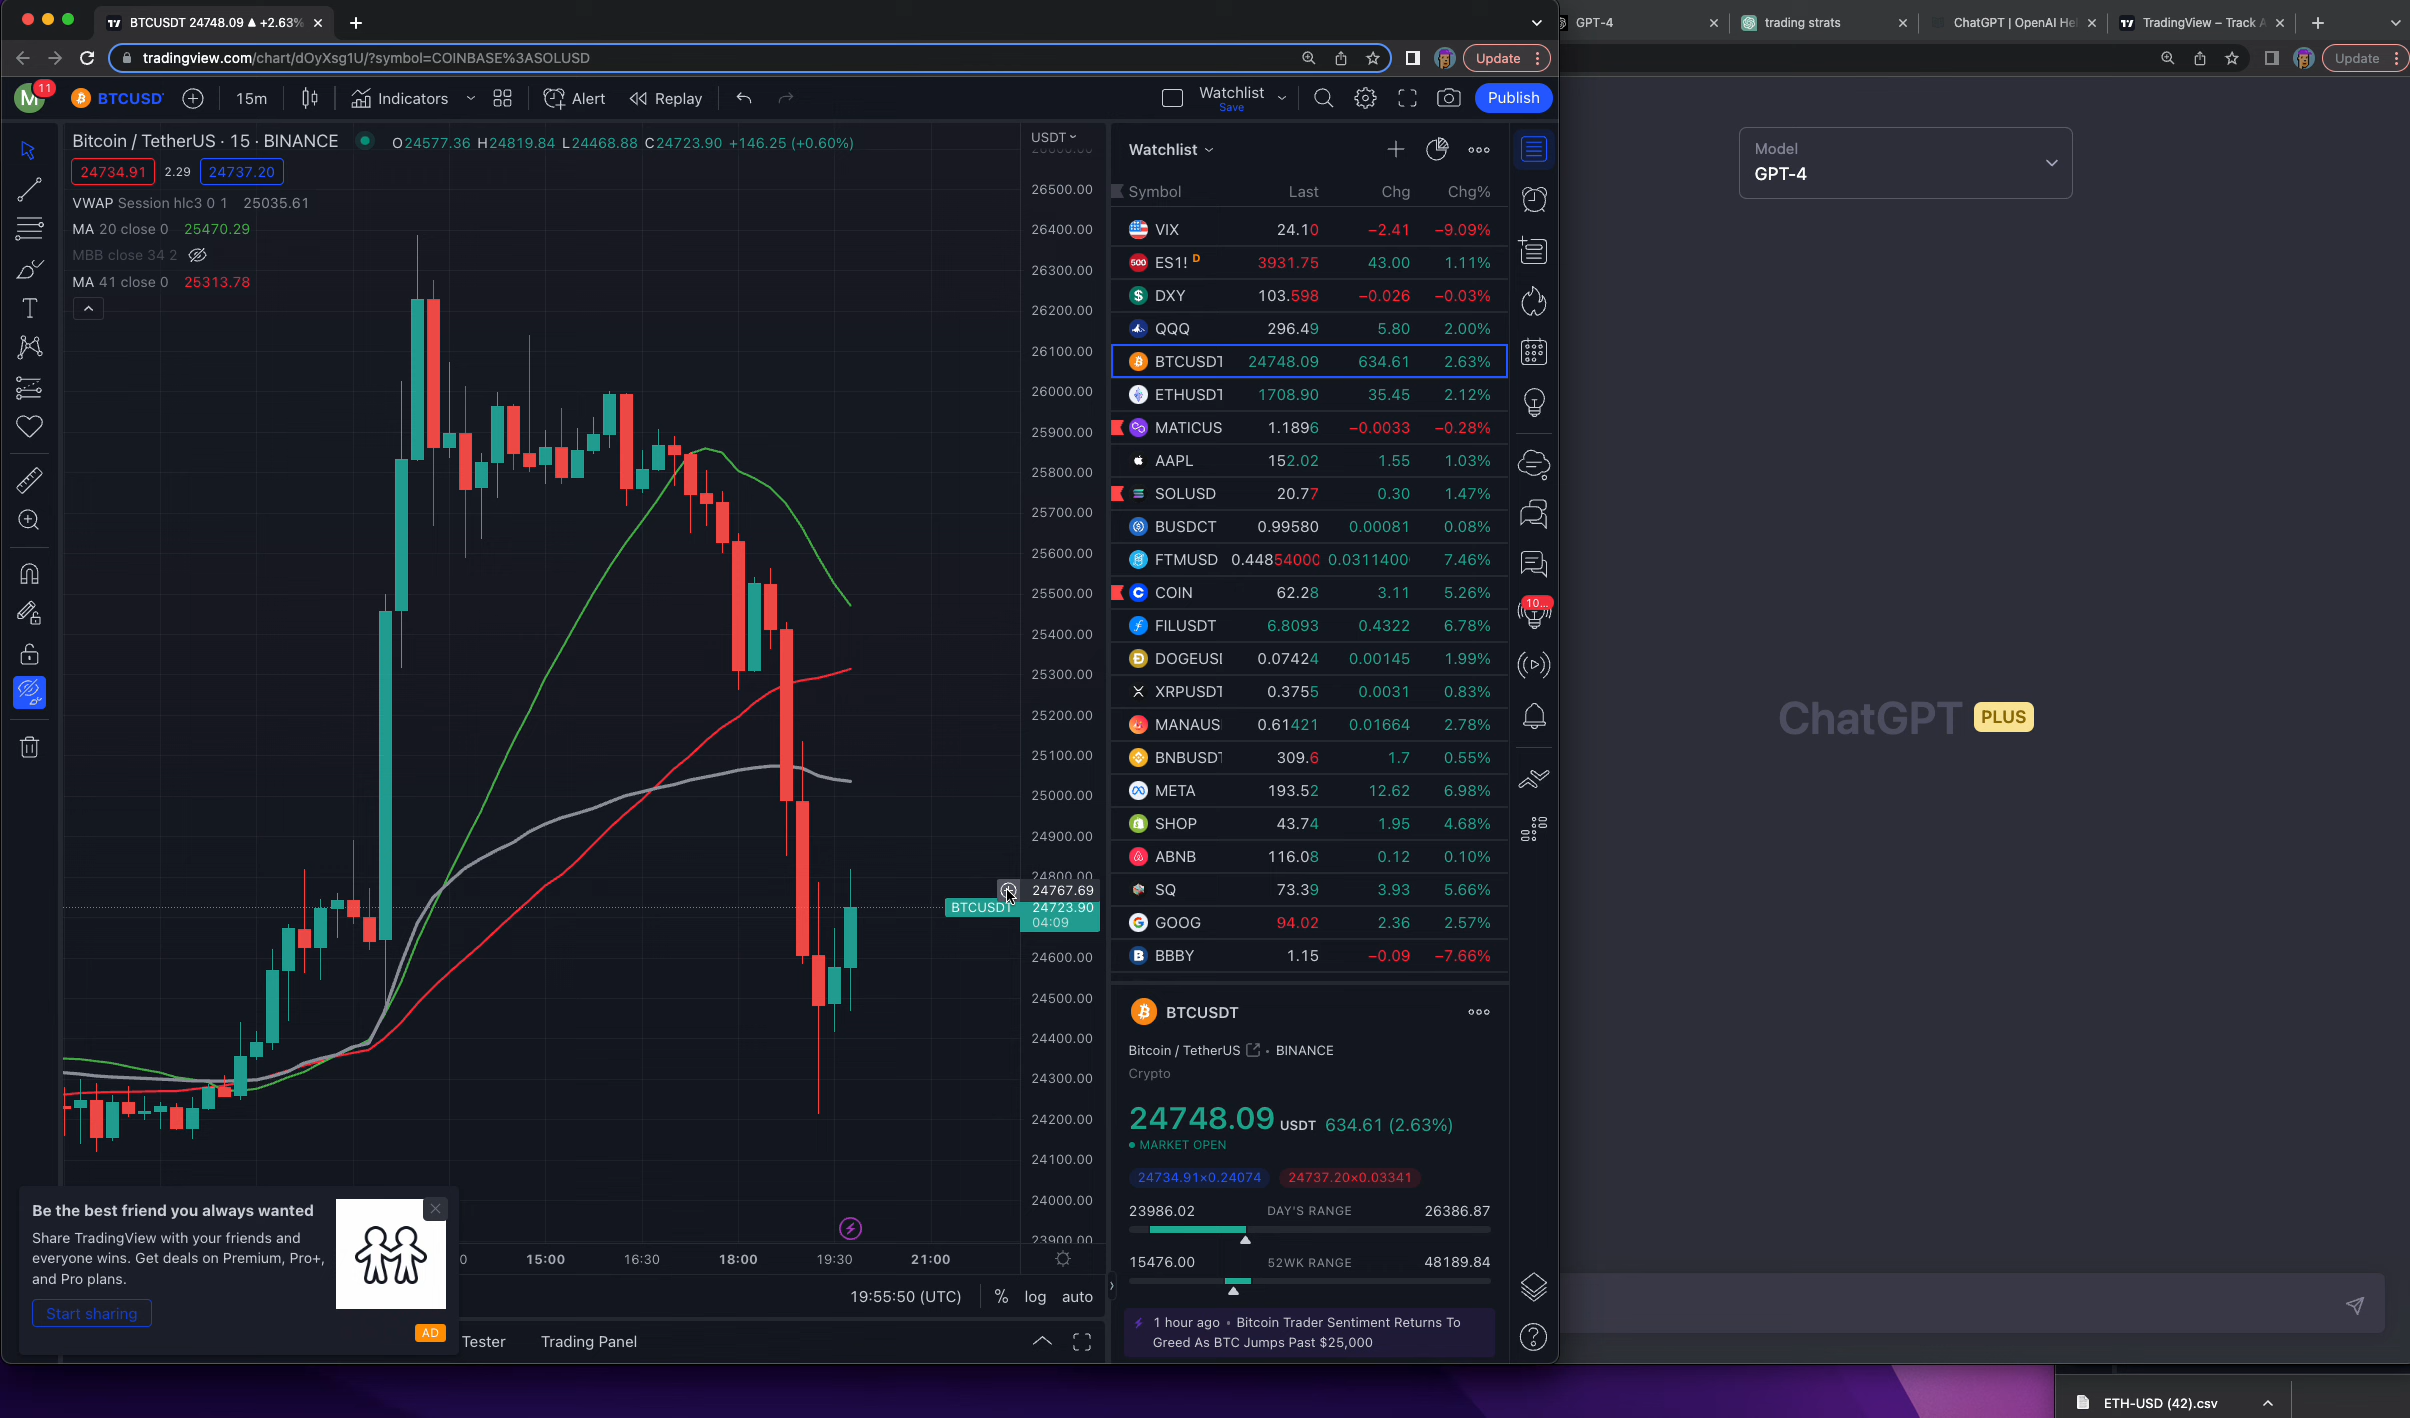 BTCUSDT 24748.09 ▲ +2.63%
GPT-4
trading strats
ChatGPT | OpenAI He
TradingView – Track A
tradingview.com/chart/dOyXsg1U/?symbol=COINBASE%3ASOLUSD
Update
Update
M
11
BTCUSD
15m
Indicators
Alert
Replay
Watchlist
Save
Publish
Bitcoin / TetherUS · 15 · BINANCE
O24577.36 H24819.84 L24468.88 C24723.90 +146.25 (+0.60%)
24734.91
2.29
24737.20
VWAP Session hlc3 0 1 25035.61
MA 20 close 0 25470.29
MBB close 34 2
MA 41 close 0 25313.78
USDT
26500.00
26400.00
26300.00
26200.00
26100.00
26000.00
25900.00
25800.00
25700.00
25600.00
25500.00
25400.00
25300.00
25200.00
25100.00
25000.00
24900.00
24800.00
24767.69
BTCUSDT
24723.90
04:09
24600.00
24500.00
24400.00
24300.00
24200.00
24100.00
24000.00
23900.00
15:00
16:30
18:00
19:30
21:00
19:55:50 (UTC)
%
log
auto
Tester
Trading Panel
Be the best friend you always wanted
Share TradingView with your friends and
everyone wins. Get deals on Premium, Pro+,
and Pro plans.
Start sharing
AD
Watchlist
Symbol Last Chg Chg%
VIX 24.10 −2.41 −9.09%
ES1! D 3931.75 43.00 1.11%
DXY 103.598 −0.026 −0.03%
QQQ 296.49 5.80 2.00%
BTCUSDT 24748.09 634.61 2.63%
ETHUSDT 1708.90 35.45 2.12%
MATICUS 1.1896 −0.0033 −0.28%
AAPL 152.02 1.55 1.03%
SOLUSD 20.77 0.30 1.47%
BUSDCT 0.99580 0.00081 0.08%
FTMUSD 0.44854000 0.0311400 7.46%
COIN 62.28 3.11 5.26%
FILUSDT 6.8093 0.4322 6.78%
DOGEUSI 0.07424 0.00145 1.99%
XRPUSDT 0.3755 0.0031 0.83%
MANAUS 0.61421 0.01664 2.78%
BNBUSDT 309.6 1.7 0.55%
META 193.52 12.62 6.98%
SHOP 43.74 1.95 4.68%
ABNB 116.08 0.12 0.10%
SQ 73.39 3.93 5.66%
GOOG 94.02 2.36 2.57%
BBBY 1.15 −0.09 −7.66%
10...
BTCUSDT
Bitcoin / TetherUS · BINANCE
Crypto
24748.09 USDT 634.61 (2.63%)
MARKET OPEN
24734.91×0.24074
24737.20×0.03341
23986.02 DAY'S RANGE 26386.87
15476.00 52WK RANGE 48189.84
1 hour ago • Bitcoin Trader Sentiment Returns To
Greed As BTC Jumps Past $25,000
Model
GPT-4
ChatGPT PLUS
ETH-USD (42).csv